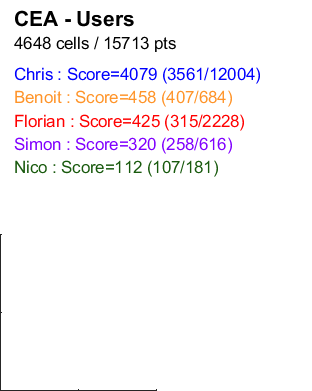 CEA - Users
4648 cells / 15713 pts
Chris : Score=4079 (3561/12004)
Benoit : Score=458 (407/684)
Florian : Score=425 (315/2228)
Simon : Score=320 (258/616)
Nico : Score=112 (107/181)